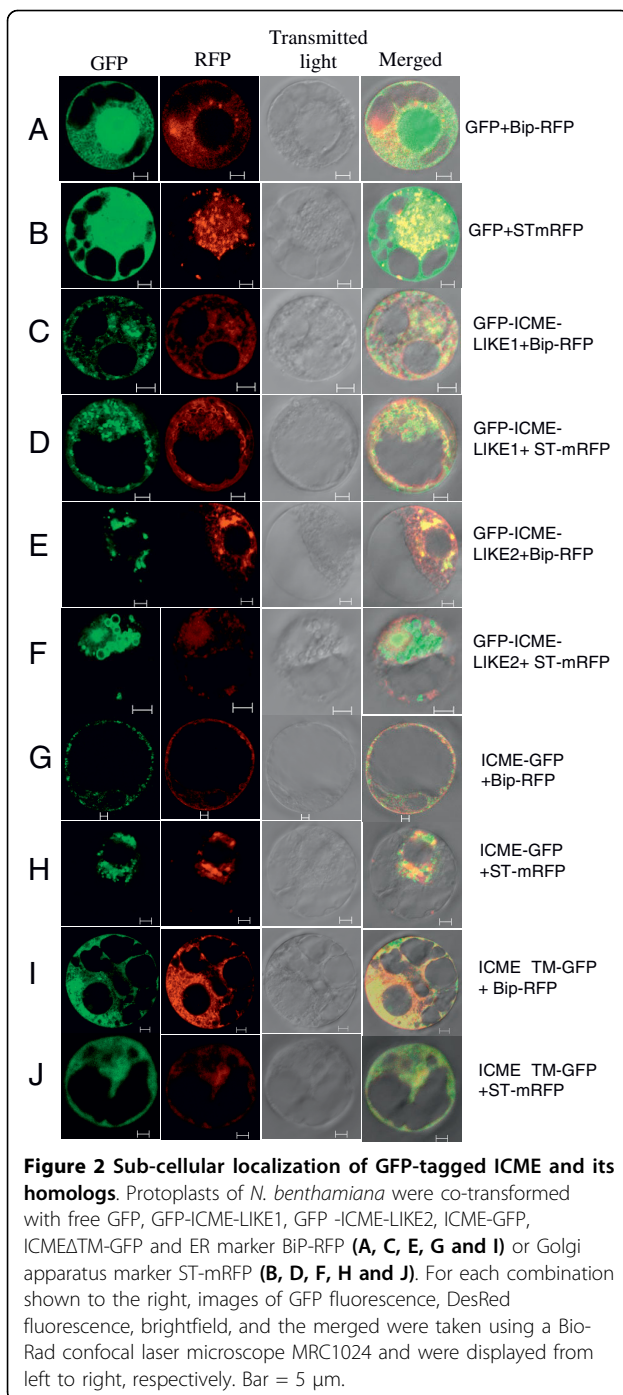 GFP RFP Transmitted light Merged
A GFP+Bip-RFP
B GFP+STmRFP
C GFP-ICME-
LIKE1+Bip-RFP
D GFP-ICME-
LIKE1+ ST-mRFP
E GFP-ICME-
LIKE2+Bip-RFP
F GFP-ICME-
LIKE2+ ST-mRFP
G ICME-GFP
+Bip-RFP
H ICME-GFP
+ST-mRFP
I ICME TM-GFP
+ Bip-RFP
J ICME TM-GFP
+ST-mRFP
Figure 2 Sub-cellular localization of GFP-tagged ICME and its
homologs. Protoplasts of N. benthamiana were co-transformed
with free GFP, GFP-ICME-LIKE1, GFP -ICME-LIKE2, ICME-GFP,
ICMEΔTM-GFP and ER marker BiP-RFP (A, C, E, G and I) or Golgi
apparatus marker ST-mRFP (B, D, F, H and J). For each combination
shown to the right, images of GFP fluorescence, DesRed
fluorescence, brightfield, and the merged were taken using a Bio-
Rad confocal laser microscope MRC1024 and were displayed from
left to right, respectively. Bar = 5 μm.